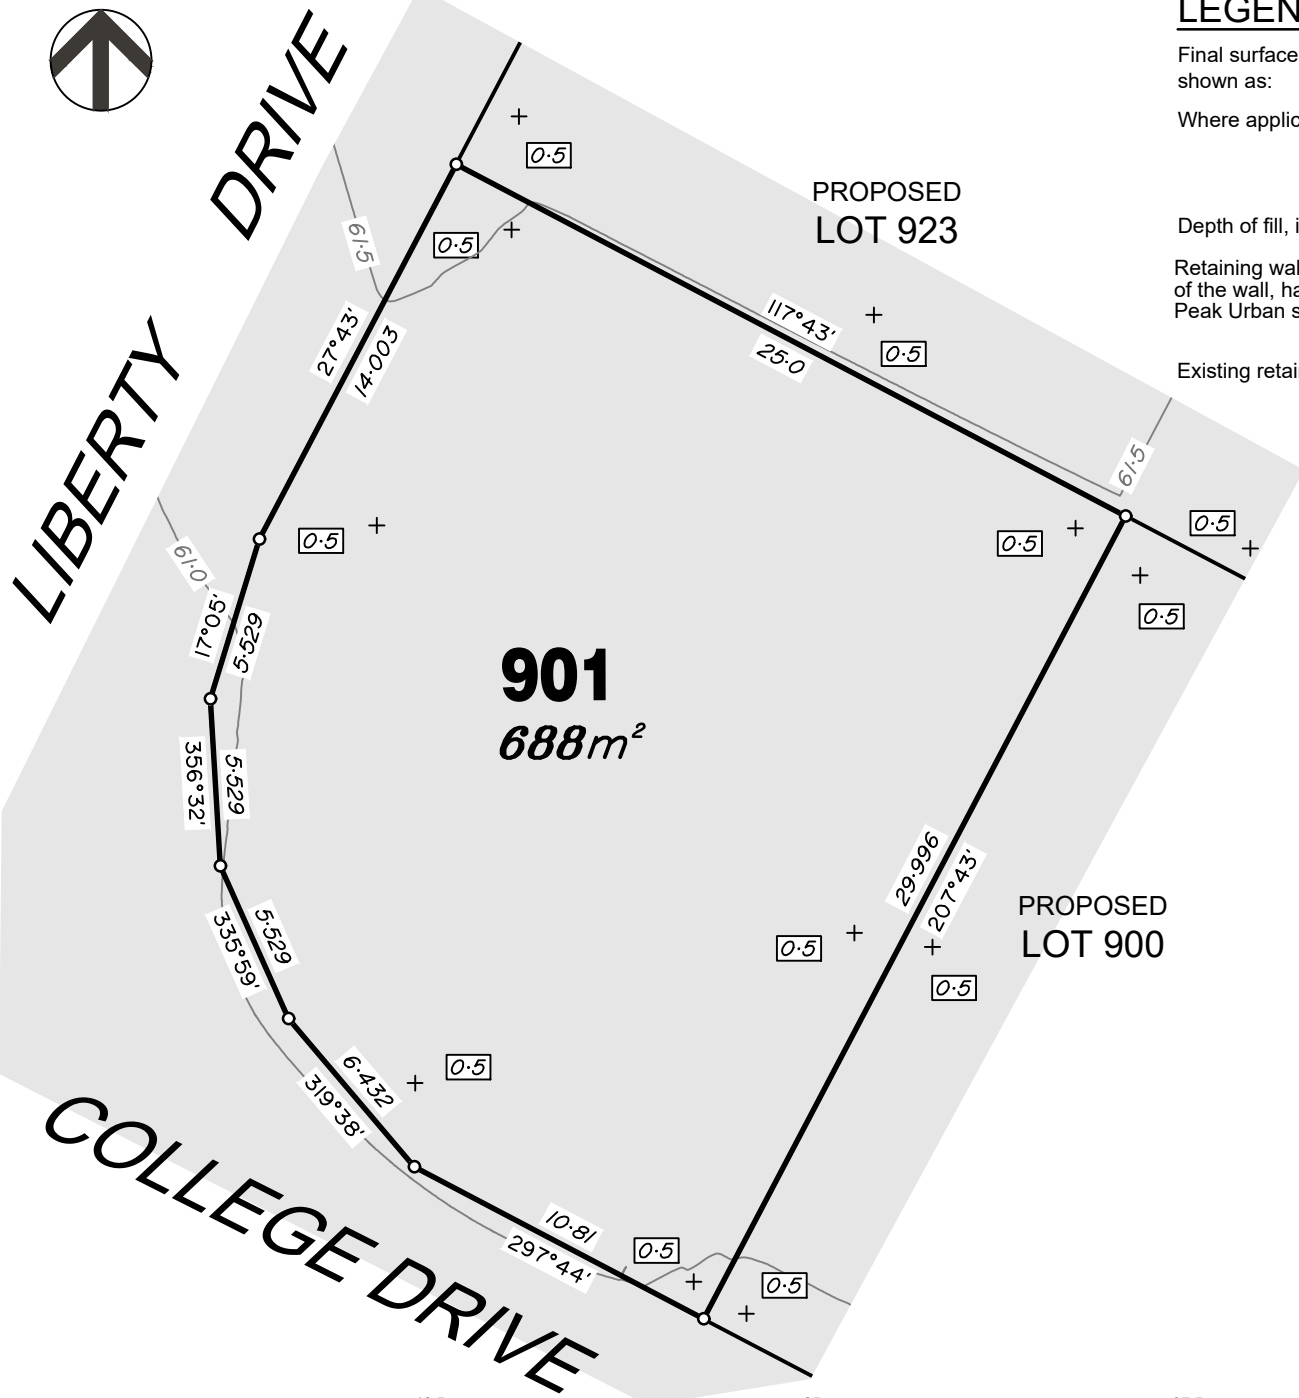 LEGEN
Final surface
shown as:
Where applic
Depth of fill, i
Retaining wal
of the wall, ha
Peak Urban s
Existing retai
LIBERTY DRIVE
COLLEGE DRIVE
PROPOSED
LOT 923
PROPOSED
LOT 900
901
688m²
0·5
0·5
61·5
27°43'
14·003
117°43'
25·0
0·5
61·5
0·5
0·5
0·5
0·5
61·0
17°05'
5·529
356°32'
5·529
335°59'
5·529
319°38'
6·432
0·5
297°44'
10·81
0·5
0·5
29·996
207°43'
0·5
0·5